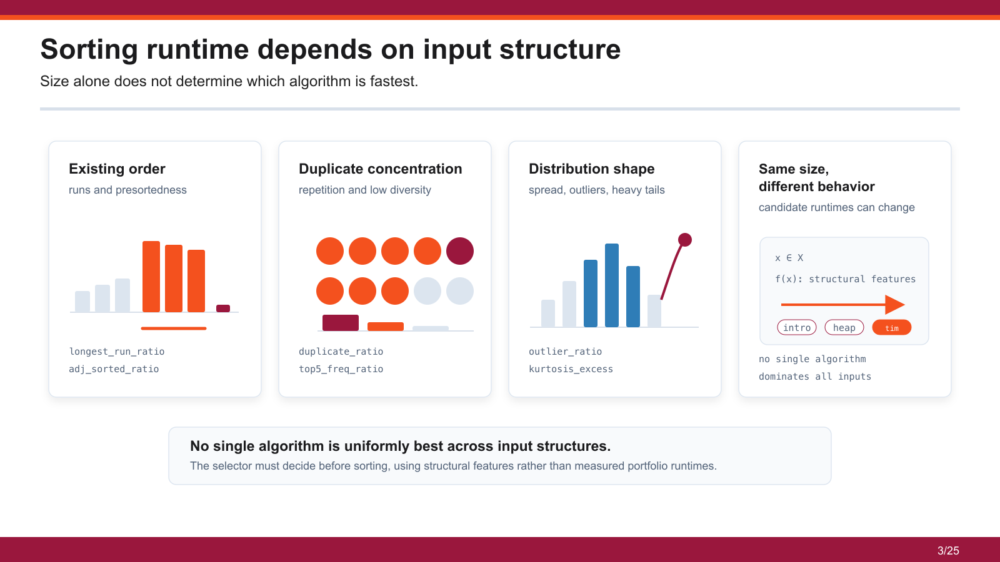 Sorting runtime depends on input structure
Size alone does not determine which algorithm is fastest.
Existing order
runs and presortedness
longest_run_ratio
adj_sorted_ratio
Duplicate concentration
repetition and low diversity
duplicate_ratio
top5_freq_ratio
Distribution shape
spread, outliers, heavy tails
outlier_ratio
kurtosis_excess
Same size,
different behavior
candidate runtimes can change
x ∈ X
f(x): structural features
intro heap tim
no single algorithm
dominates all inputs
No single algorithm is uniformly best across input structures.
The selector must decide before sorting, using structural features rather than measured portfolio runtimes.
3/25